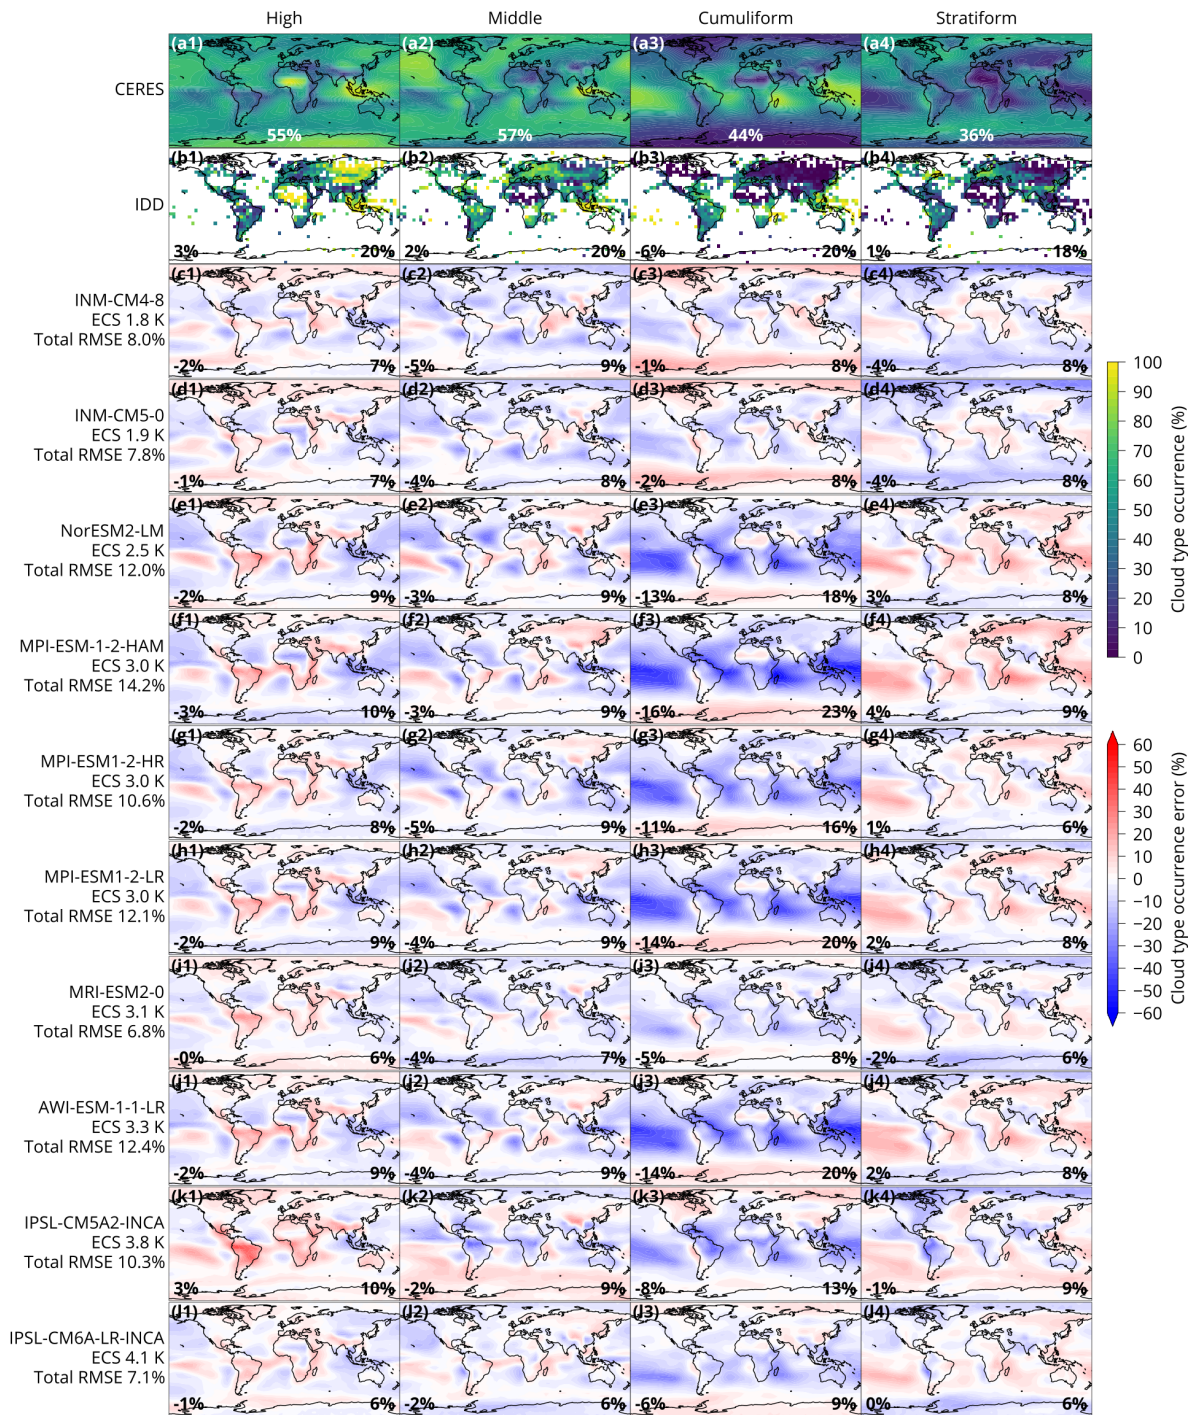 High Middle Cumuliform Stratiform
CERES
(a1) (a2) (a3) (a4)
55% 57% 44% 36%
IDD
(b1) (b2) (b3) (b4)
3% 20% 2% 20% -6% 20% 1% 18%
INM-CM4-8
ECS 1.8 K
Total RMSE 8.0%
(c1) (c2) (c3) (c4)
-2% 7% -5% 9% -1% 8% -4% 8%
INM-CM5-0
ECS 1.9 K
Total RMSE 7.8%
(d1) (d2) (d3) (d4)
-1% 7% -4% 8% -2% 8% -4% 8%
NorESM2-LM
ECS 2.5 K
Total RMSE 12.0%
(e1) (e2) (e3) (e4)
-2% 9% -3% 9% -13% 18% 3% 8%
MPI-ESM-1-2-HAM
ECS 3.0 K
Total RMSE 14.2%
(f1) (f2) (f3) (f4)
-3% 10% -3% 9% -16% 23% 4% 9%
MPI-ESM1-2-HR
ECS 3.0 K
Total RMSE 10.6%
(g1) (g2) (g3) (g4)
-2% 8% -5% 9% -11% 16% 1% 6%
MPI-ESM1-2-LR
ECS 3.0 K
Total RMSE 12.1%
(h1) (h2) (h3) (h4)
-2% 9% -4% 9% -14% 20% 2% 8%
MRI-ESM2-0
ECS 3.1 K
Total RMSE 6.8%
(i1) (i2) (i3) (i4)
-0% 6% -4% 7% -5% 8% -2% 6%
AWI-ESM-1-1-LR
ECS 3.3 K
Total RMSE 12.4%
(j1) (j2) (j3) (j4)
-2% 9% -4% 9% -14% 20% 2% 8%
IPSL-CM5A2-INCA
ECS 3.8 K
Total RMSE 10.3%
(k1) (k2) (k3) (k4)
3% 10% -2% 9% -8% 13% -1% 9%
IPSL-CM6A-LR-INCA
ECS 4.1 K
Total RMSE 7.1%
(l1) (l2) (l3) (l4)
-1% 6% -2% 6% -6% 9% 0% 6%
100
90
80
70
60
50
40
30
20
10
0
Cloud type occurrence (%)
60
50
40
30
20
10
0
−10
−20
−30
−40
−50
−60
Cloud type occurrence error (%)